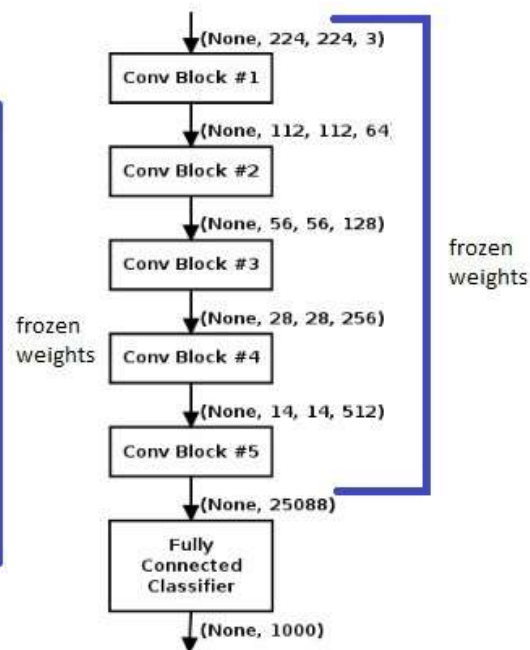 (None, 224, 224, 3)
Conv Block #1
(None, 112, 112, 64
Conv Block #2
(None, 56, 56, 128)
Conv Block #3
frozen
weights
(None, 28, 28, 256)
frozen
weights
Conv Block #4
(None, 14, 14, 512)
Conv Block #5
(None, 25088)
Fully
Connected
Classifier
(None, 1000)